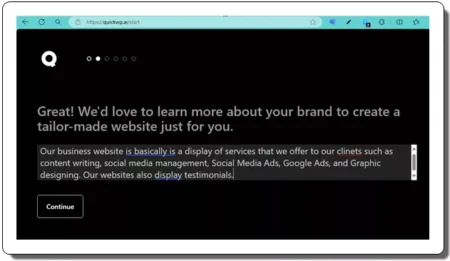 https://quickwp.ai/start
Great! We'd love to learn more about your brand to create a
tailor-made website just for you.
Our business website is basically is a display of services that we offer to our clinets such as
content writing, social media management, Social Media Ads, Google Ads, and Graphic
designing. Our websites also display testimonials.
Continue